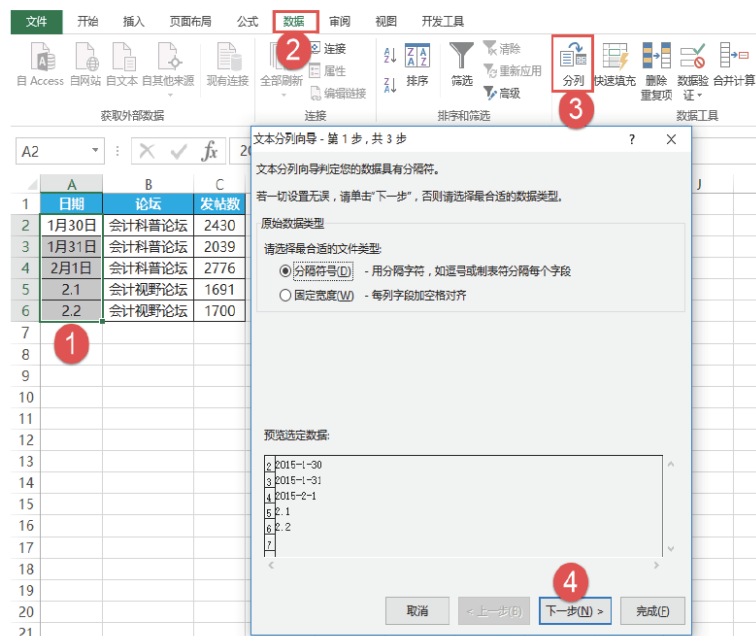 文件 开始 插入 页面布局 公式 数据 审阅 视图 开发工具
2
自 Access 自网站 自文本 自其他来源 现有连接 全部刷新 连接 属性 编辑链接 排序 筛选 清除 重新应用 高级 分列 快速填充 删除重复项 数据验证 合并计算
3
获取外部数据 连接 排序和筛选 数据工具
A2 fx 20
文本分列向导 - 第 1 步，共 3 步 ? X
文本分列向导判定您的数据具有分隔符。
若一切设置无误，请单击“下一步”，否则请选择最合适的数据类型。
原始数据类型
请选择最合适的文件类型:
分隔符号(D) - 用分隔字符，如逗号或制表符分隔每个字段
固定宽度(W) - 每列字段加空格对齐
预览选定数据:
2 2015-1-30
3 2015-1-31
4 2015-2-1
5 2.1
6 2.2
7
4
取消 < 上一步(B) 下一步(N) > 完成(F)
A B C J
1 日期 论坛 发帖数
2 1月30日 会计科普论坛 2430
3 1月31日 会计科普论坛 2039
4 2月1日 会计科普论坛 2776
5 2.1 会计视野论坛 1691
6 2.2 会计视野论坛 1700
1
7
8
9
10
11
12
13
14
15
16
17
18
19
20
21